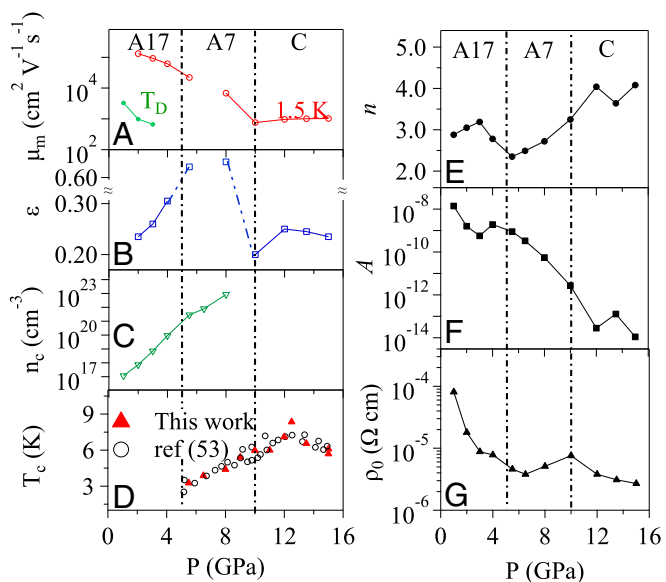 A17 A7 C
μm (cm² V⁻¹ s⁻¹)
10⁴
10²
TD
1.5 K
A
ε
0.60
0.30
0.20
B
nc (cm⁻³)
10²³
10²⁰
10¹⁷
C
Tc (K)
9
6
3
This work
ref (53)
D
0 4 8 12 16
P (GPa)
A17 A7 C
n
5.0
4.0
3.0
2.0
E
A
10⁻⁸
10⁻¹⁰
10⁻¹²
10⁻¹⁴
F
ρ0 (Ω cm)
10⁻⁴
10⁻⁵
10⁻⁶
G
0 4 8 12 16
P (GPa)